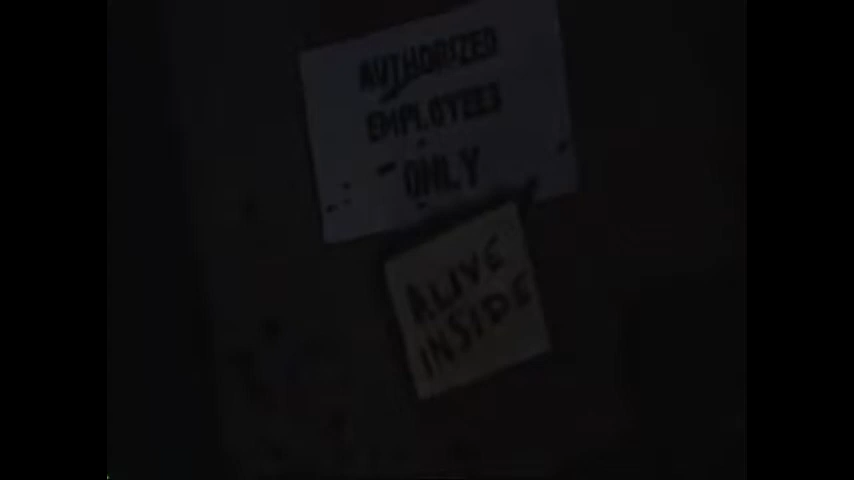 AUTHORIZED
EMPLOYEES
ONLY
ALIVE
INSIDE